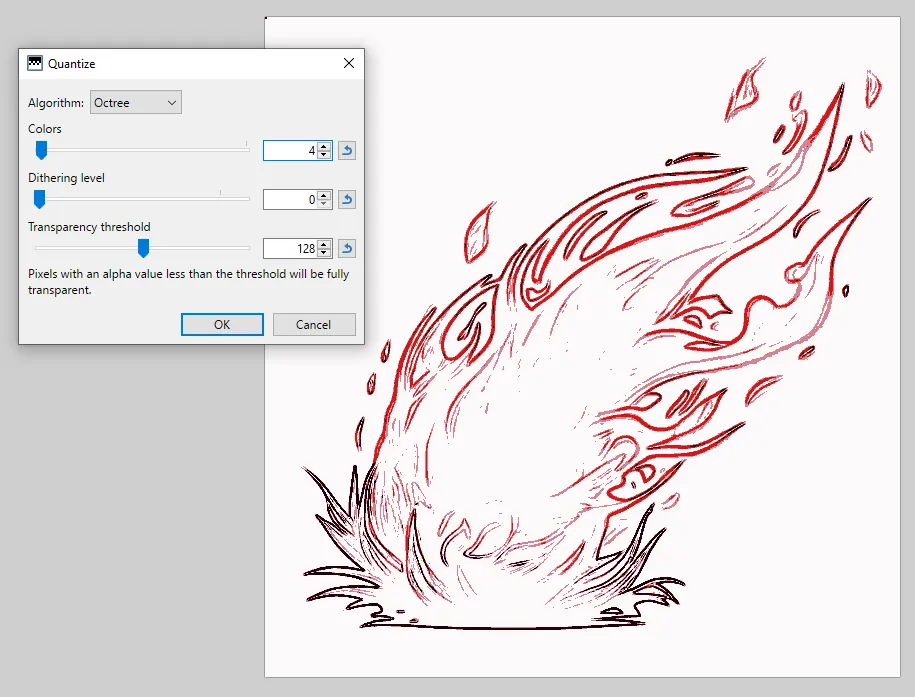 Quantize
Algorithm: Octree
Colors
4
Dithering level
0
Transparency threshold
128
Pixels with an alpha value less than the threshold will be fully
transparent.
OK Cancel